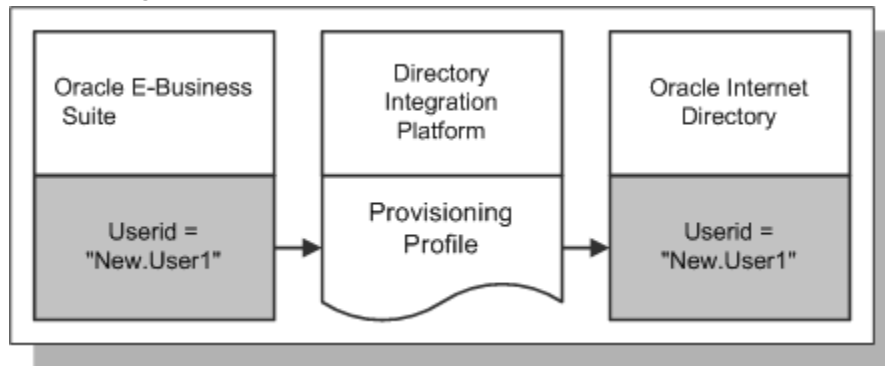 Oracle E-Business
Suite
Directory
Integration
Platform
Oracle Internet
Directory
Userid =
"New.User1"
Provisioning
Profile
Userid =
"New.User1"